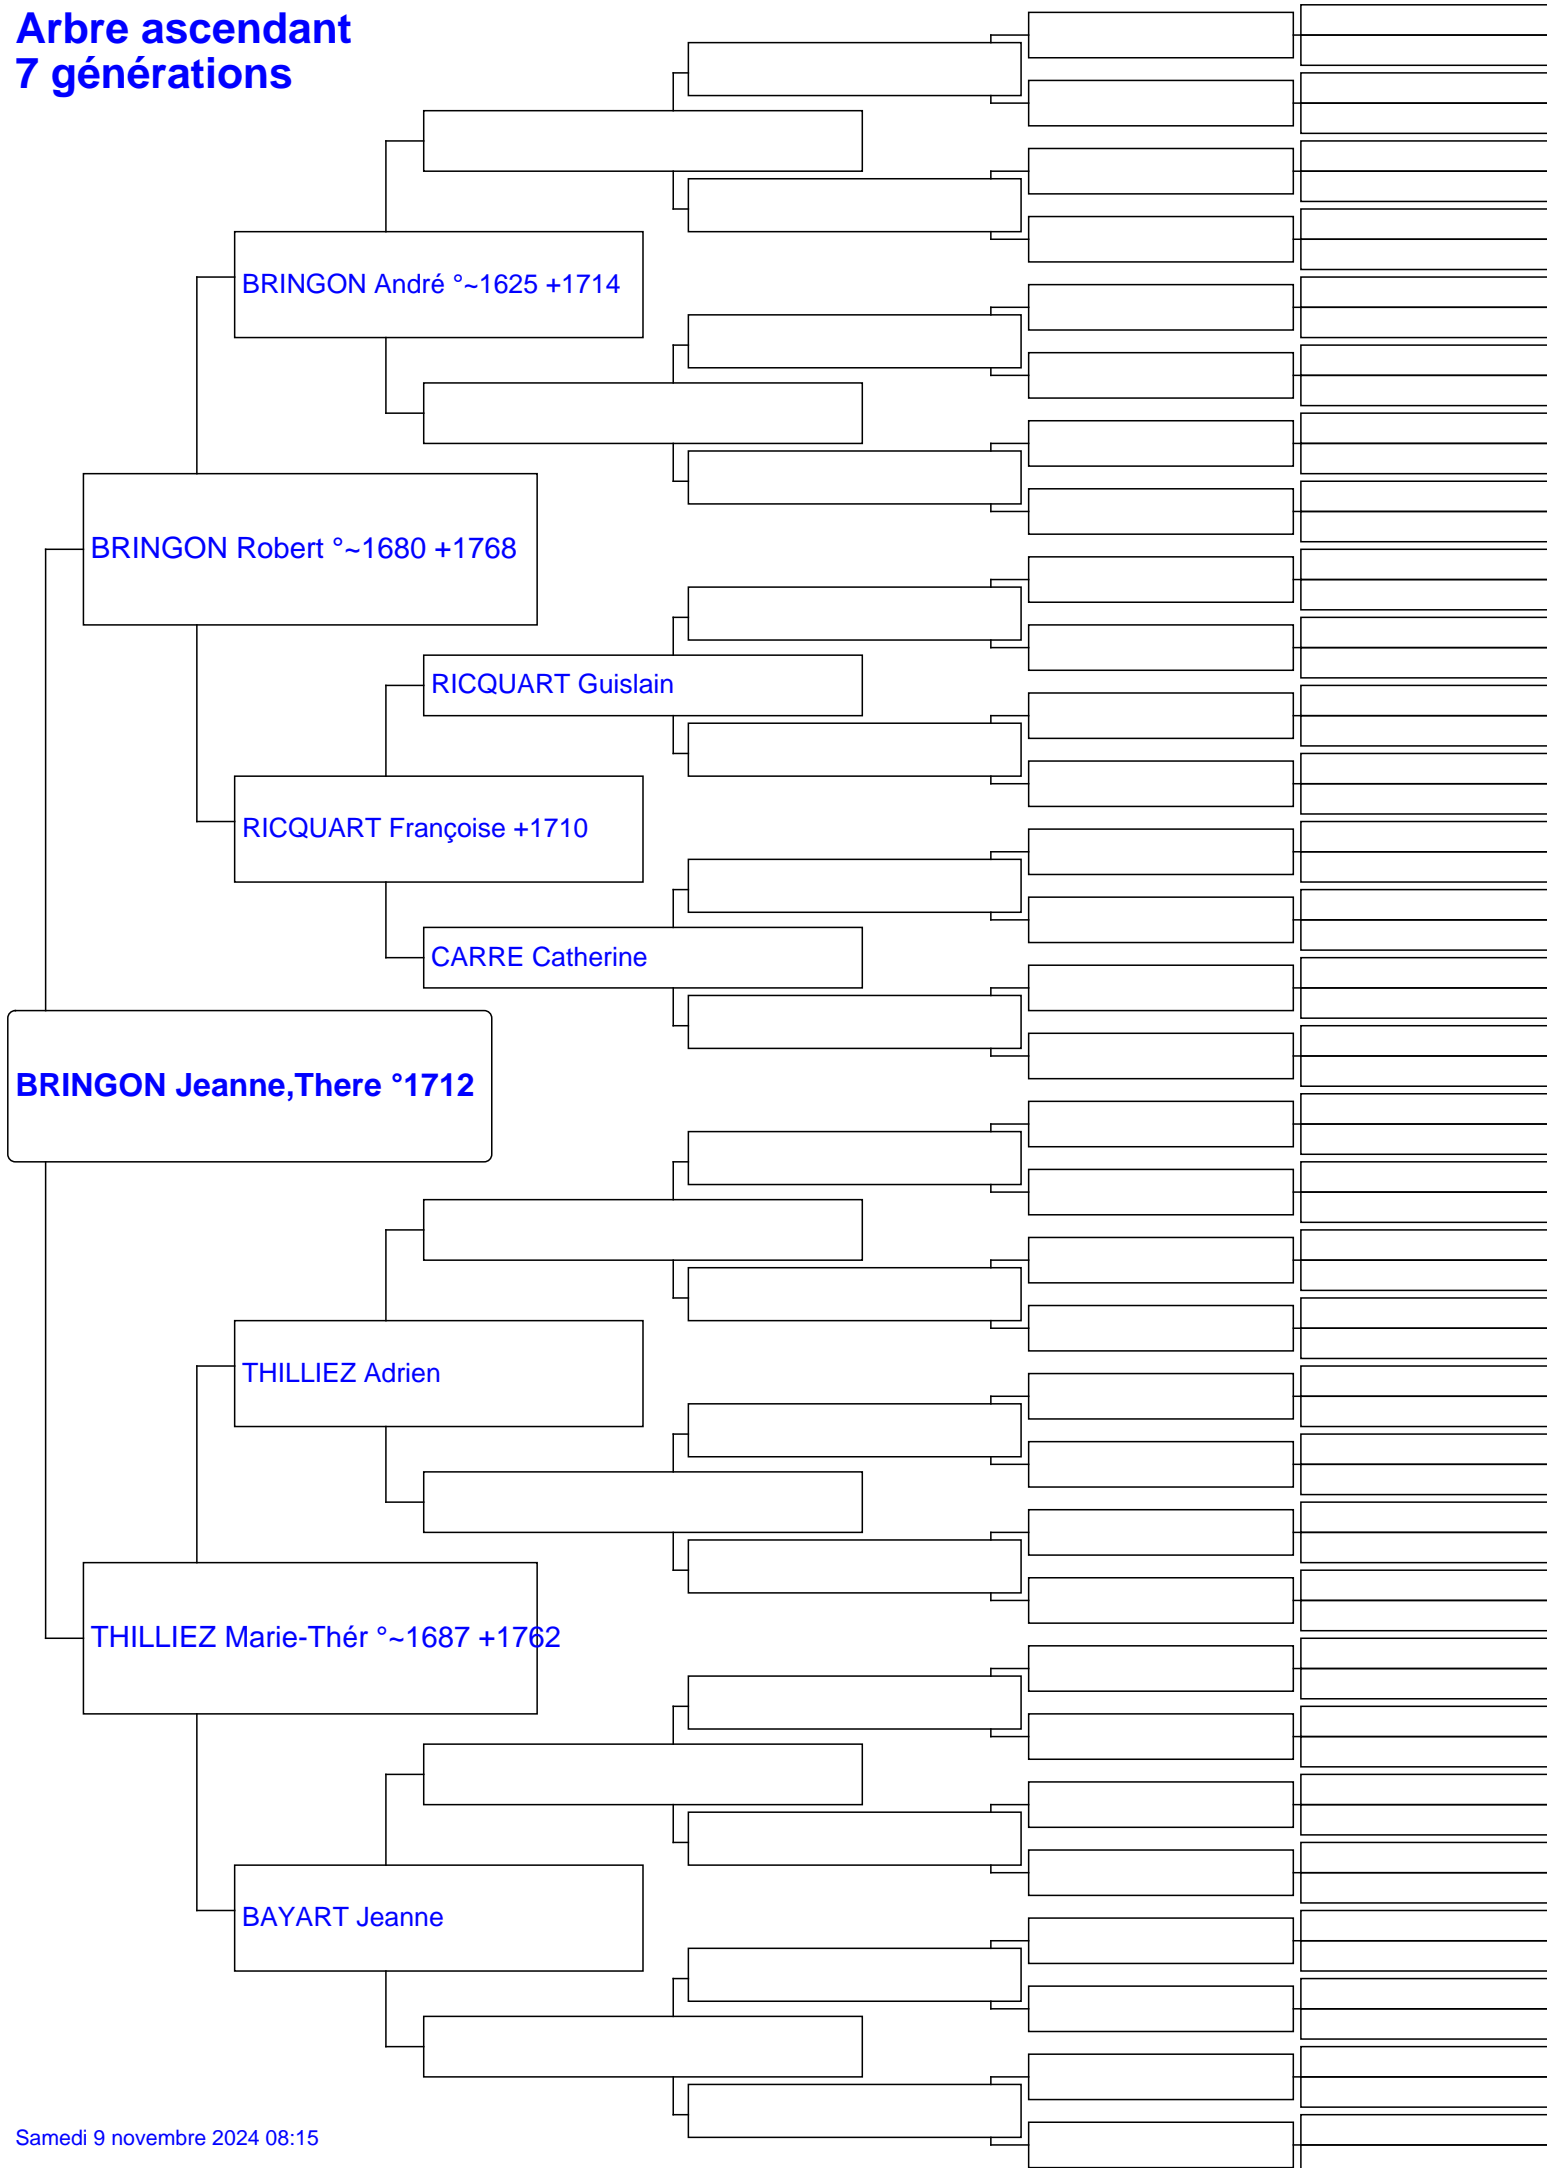 Arbre ascendant
7 générations
BRINGON André °~1625 +1714
BRINGON Robert °~1680 +1768
RICQUART Guislain
RICQUART Françoise +1710
CARRE Catherine
BRINGON Jeanne,There °1712
THILLIEZ Adrien
THILLIEZ Marie-Thér °~1687 +1762
BAYART Jeanne
Samedi 9 novembre 2024 08:15